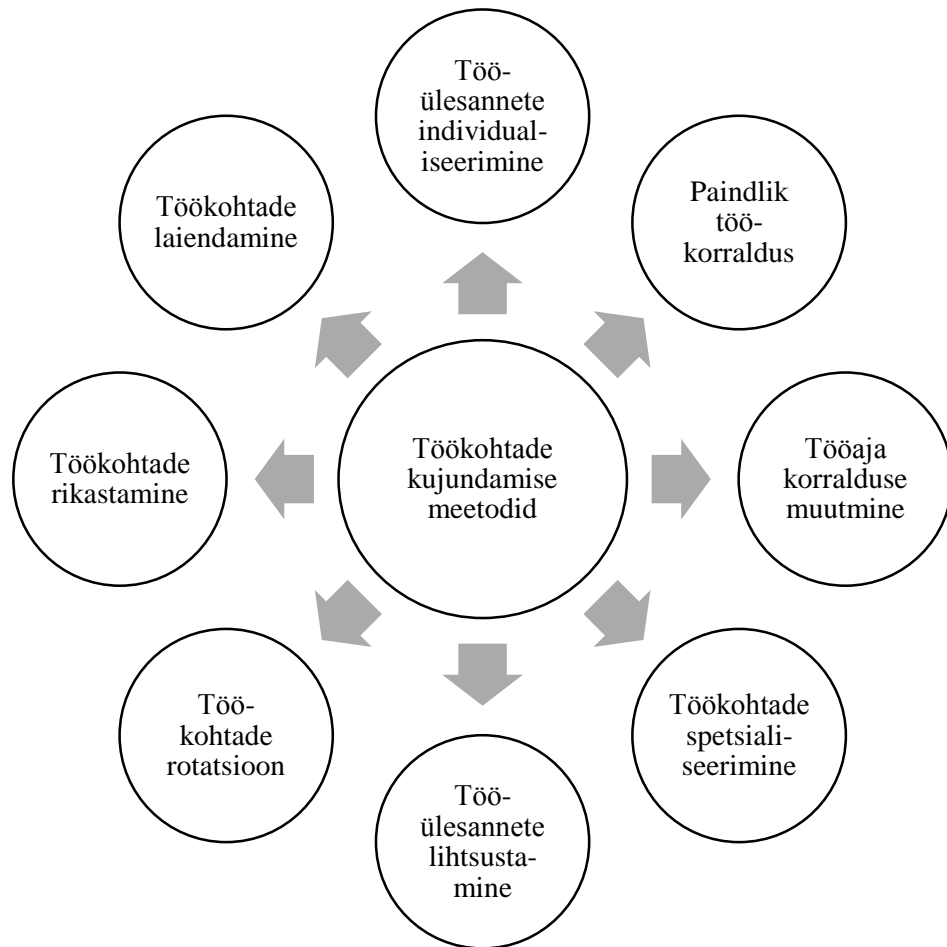 Töö-
ülesannete
individual-
iseerimine
Paindlik
töö-
korraldus
Tööaja
korralduse
muutmine
Töökohtade
spetsiali-
seerimine
Töö-
ülesannete
lihtsusta-
mine
Töö-
kohtade
rotatsioon
Töökohtade
rikastamine
Töökohtade
laiendamine
Töökohtade
kujundamise
meetodid